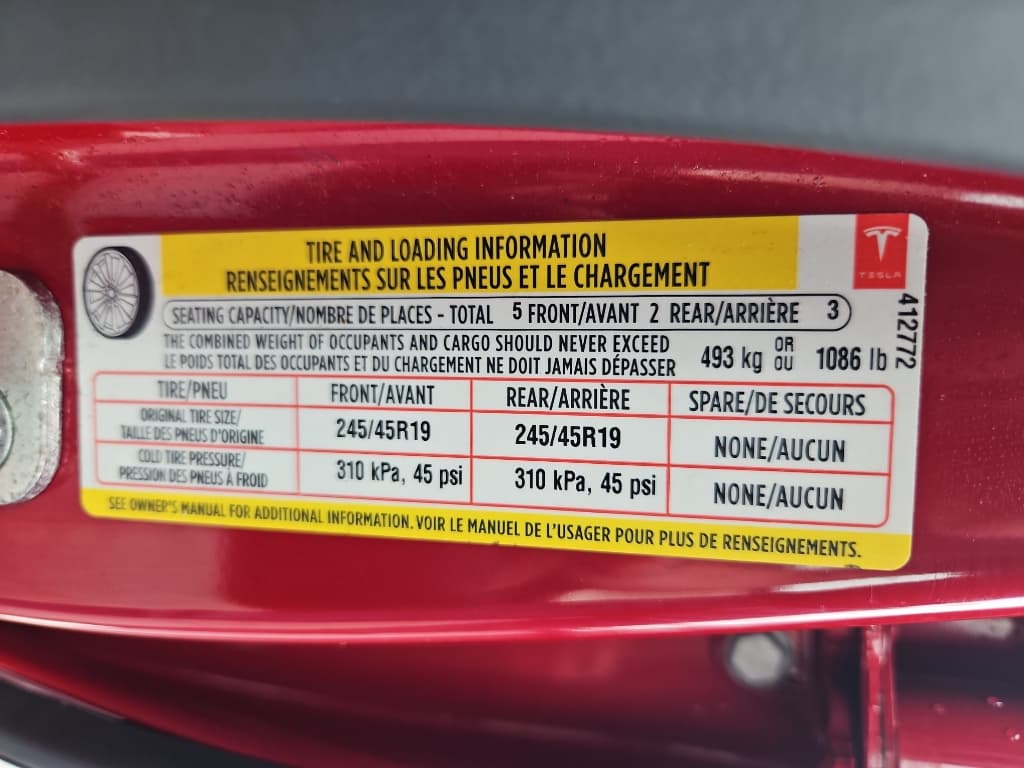 TIRE AND LOADING INFORMATION
RENSEIGNEMENTS SUR LES PNEUS ET LE CHARGEMENT
TESLA
SEATING CAPACITY/NOMBRE DE PLACES - TOTAL 5 FRONT/AVANT 2 REAR/ARRIÈRE 3
412772
THE COMBINED WEIGHT OF OCCUPANTS AND CARGO SHOULD NEVER EXCEED
LE POIDS TOTAL DES OCCUPANTS ET DU CHARGEMENT NE DOIT JAMAIS DÉPASSER
493 kg OR OU 1086 lb
TIRE/PNEU FRONT/AVANT REAR/ARRIÈRE SPARE/DE SECOURS
ORIGINAL TIRE SIZE/
TAILLE DES PNEUS D'ORIGINE 245/45R19 245/45R19 NONE/AUCUN
COLD TIRE PRESSURE/
PRESSION DES PNEUS À FROID 310 kPa, 45 psi 310 kPa, 45 psi NONE/AUCUN
SEE OWNER'S MANUAL FOR ADDITIONAL INFORMATION. VOIR LE MANUEL DE L'USAGER POUR PLUS DE RENSEIGNEMENTS.